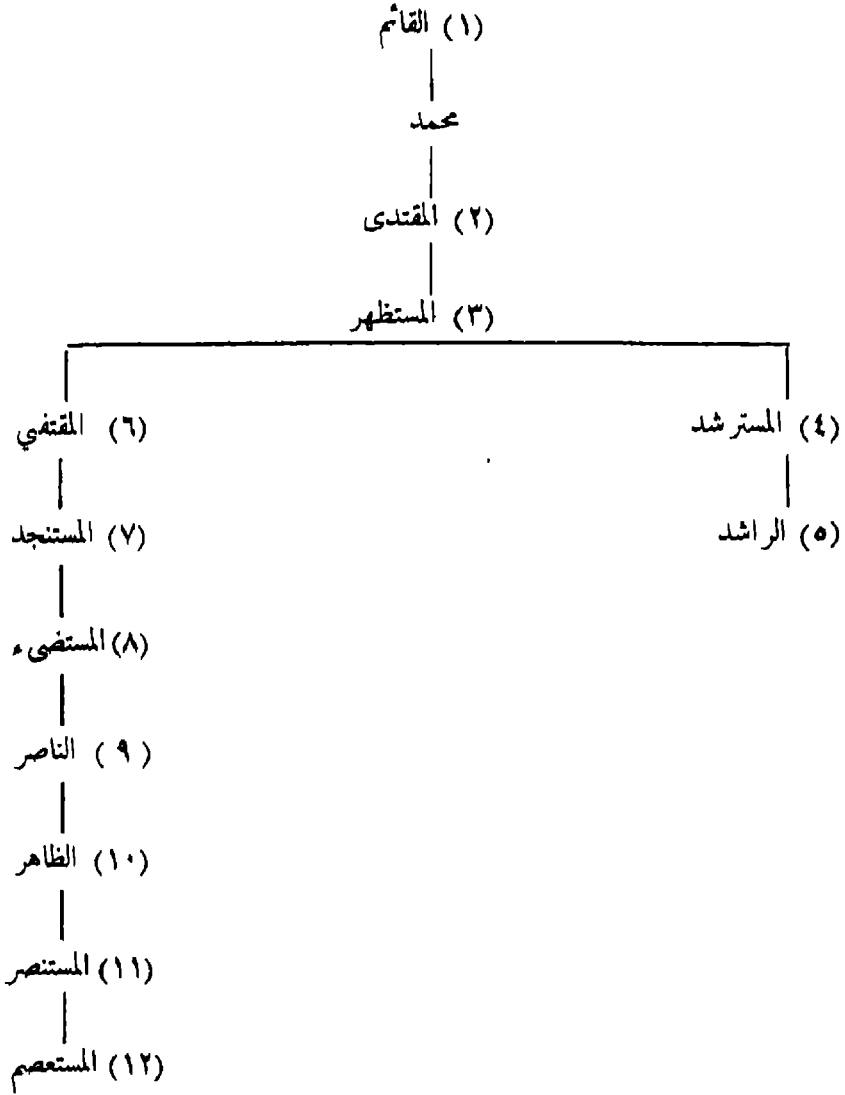 (١) القائم
محمد
(٢) المقتدى
(٣) المستظهر
(٤) المسترشد
(٦) المقتفي
(٥) الراشد
(٧) المستنجد
(٨) المستضىء
(٩) الناصر
(١٠) الظاهر
(١١) المستنصر
(١٢) المستعصم